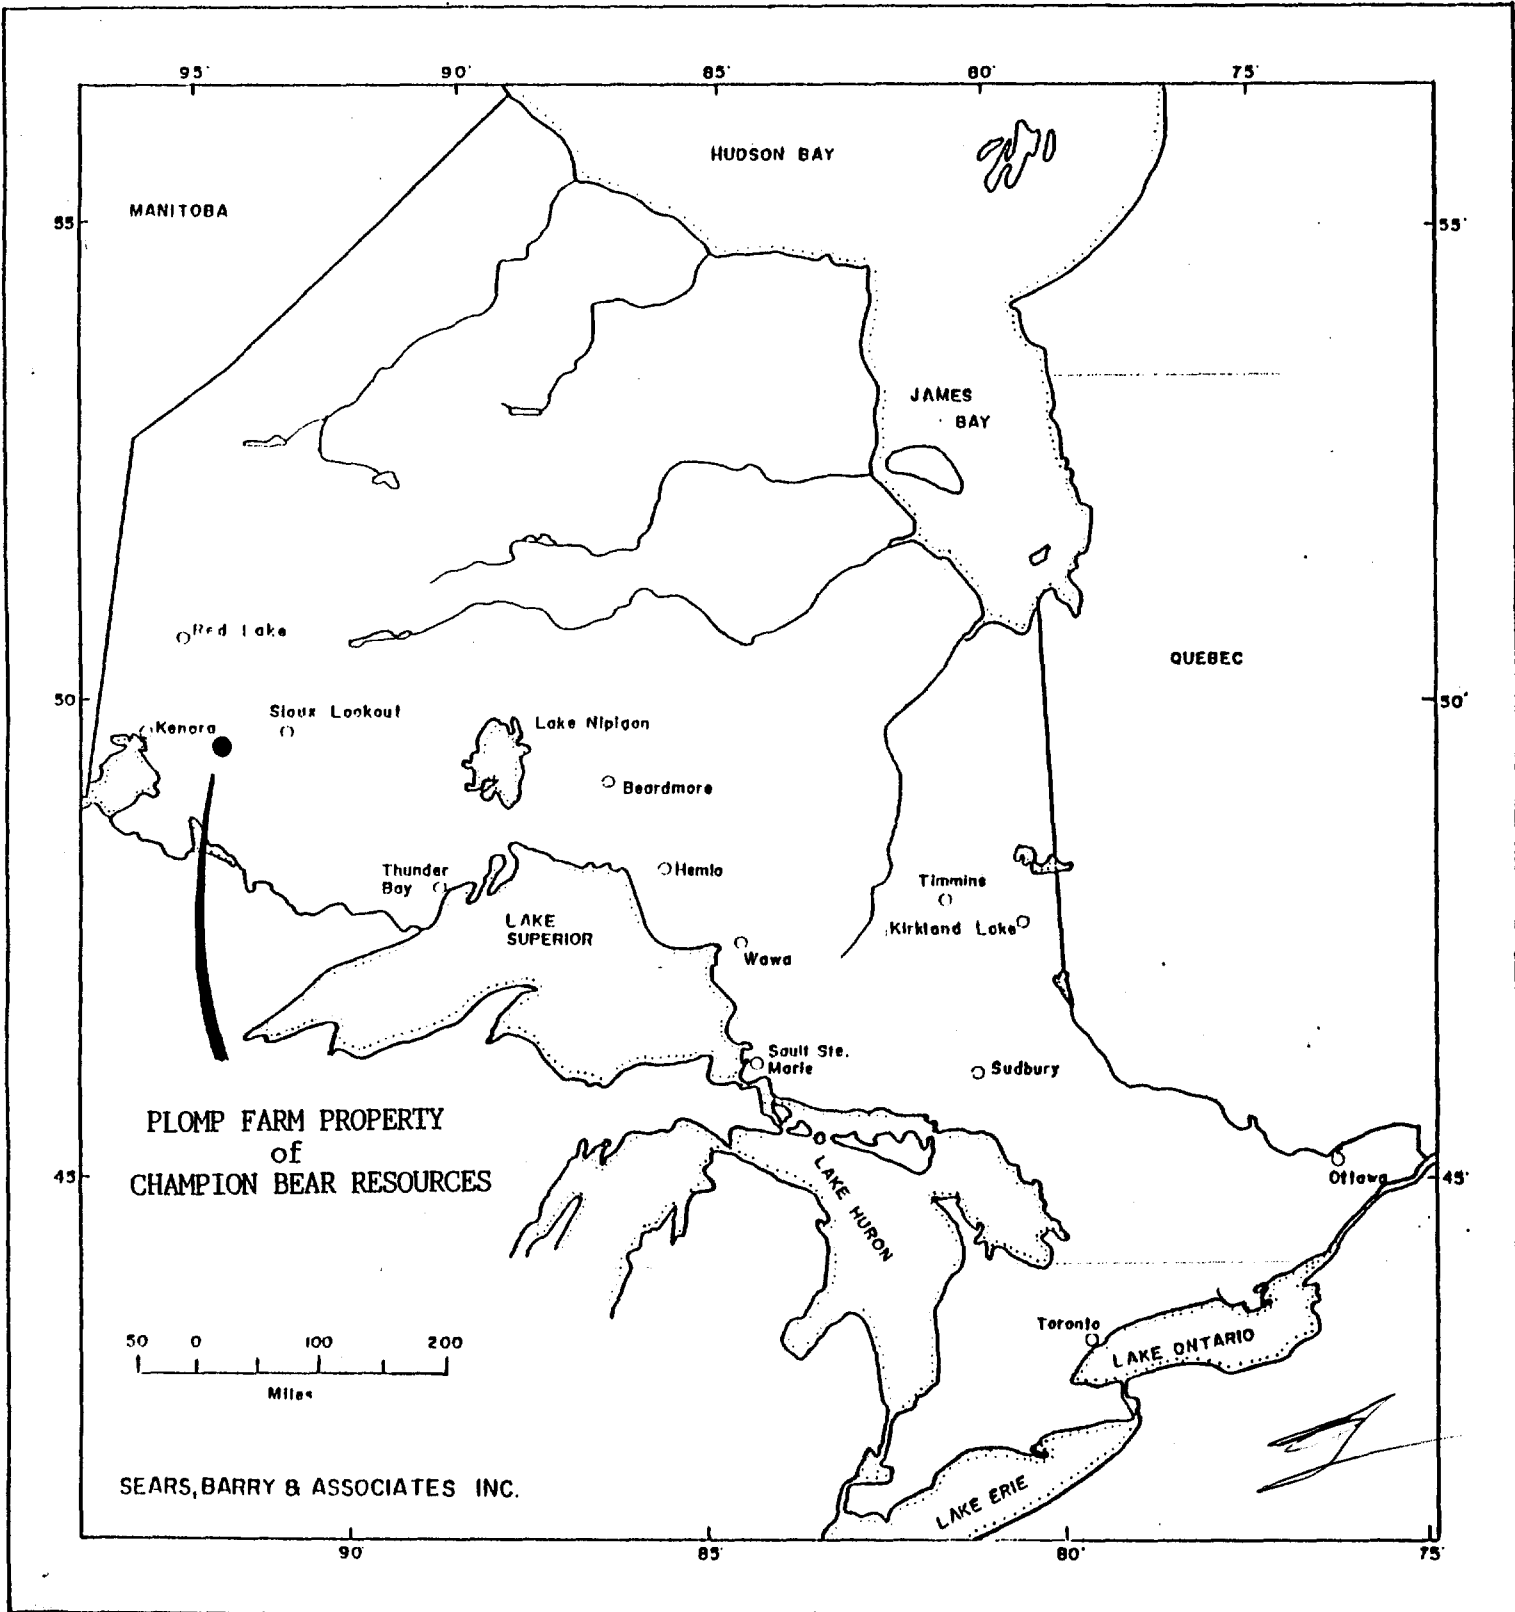 95°
90°
85°
80°
75°
HUDSON BAY
MANITOBA
55°
55°
JAMES
BAY
Red Lake
QUEBEC
50°
50°
Kenora
Sioux Lookout
Lake Nipigon
Beardmore
Thunder
Bay
Hemlo
Timmins
Kirkland Lake
LAKE
SUPERIOR
Wawa
Sault Ste.
Marie
Sudbury
PLOMP FARM PROPERTY
of
CHAMPION BEAR RESOURCES
LAKE HURON
Ottawa
45°
45°
Toronto
LAKE ONTARIO
50 0 100 200
Miles
LAKE ERIE
SEARS, BARRY & ASSOCIATES INC.
90°
85°
80°
75°